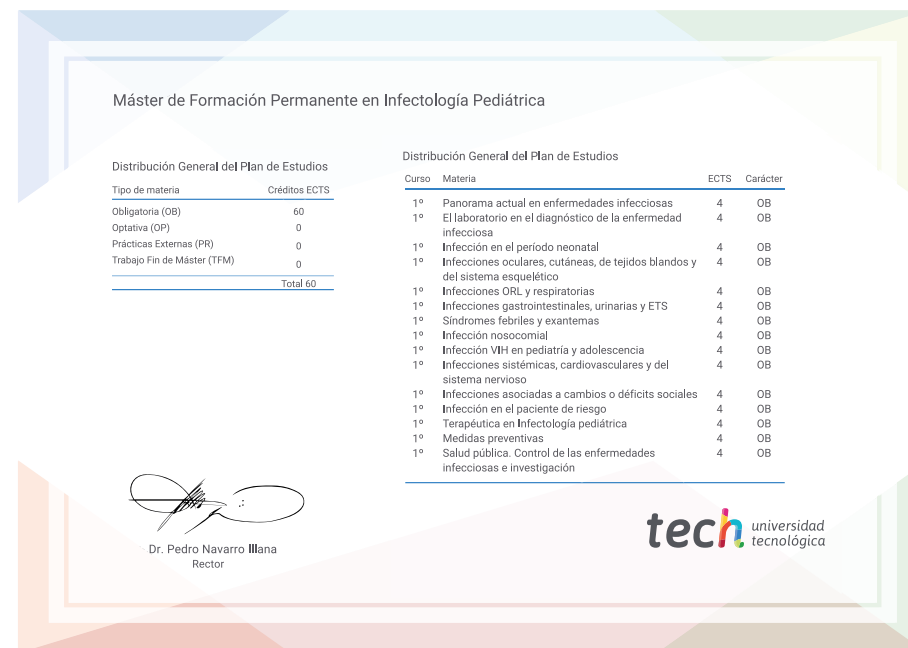 Máster de Formación Permanente en Infectología Pediátrica
Distribución General del Plan de Estudios
Tipo de materia Créditos ECTS
Obligatoria (OB) 60
Optativa (OP) 0
Prácticas Externas (PR) 0
Trabajo Fin de Máster (TFM) 0
Total 60
Distribución General del Plan de Estudios
Curso Materia ECTS Carácter
1º Panorama actual en enfermedades infecciosas 4 OB
1º El laboratorio en el diagnóstico de la enfermedad 4 OB
infecciosa
1º Infección en el período neonatal 4 OB
1º Infecciones oculares, cutáneas, de tejidos blandos y 4 OB
del sistema esquelético
1º Infecciones ORL y respiratorias 4 OB
1º Infecciones gastrointestinales, urinarias y ETS 4 OB
1º Síndromes febriles y exantemas 4 OB
1º Infección nosocomial 4 OB
1º Infección VIH en pediatría y adolescencia 4 OB
1º Infecciones sistémicas, cardiovasculares y del 4 OB
sistema nervioso
1º Infecciones asociadas a cambios o déficits sociales 4 OB
1º Infección en el paciente de riesgo 4 OB
1º Terapéutica en Infectología pediátrica 4 OB
1º Medidas preventivas 4 OB
1º Salud pública. Control de las enfermedades 4 OB
infecciosas e investigación
Dr. Pedro Navarro Illana
Rector
tech universidad
tecnológica